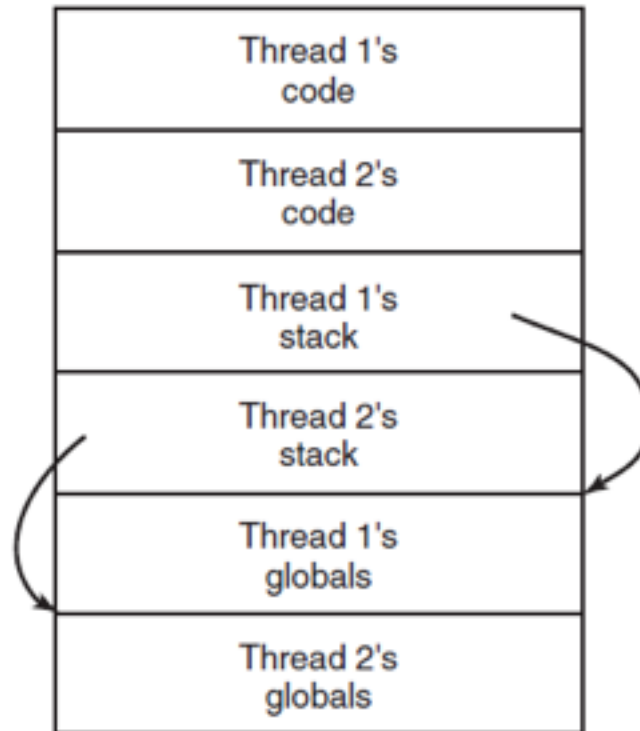 Thread 1's
code
Thread 2's
code
Thread 1's
stack
Thread 2's
stack
Thread 1's
globals
Thread 2's
globals